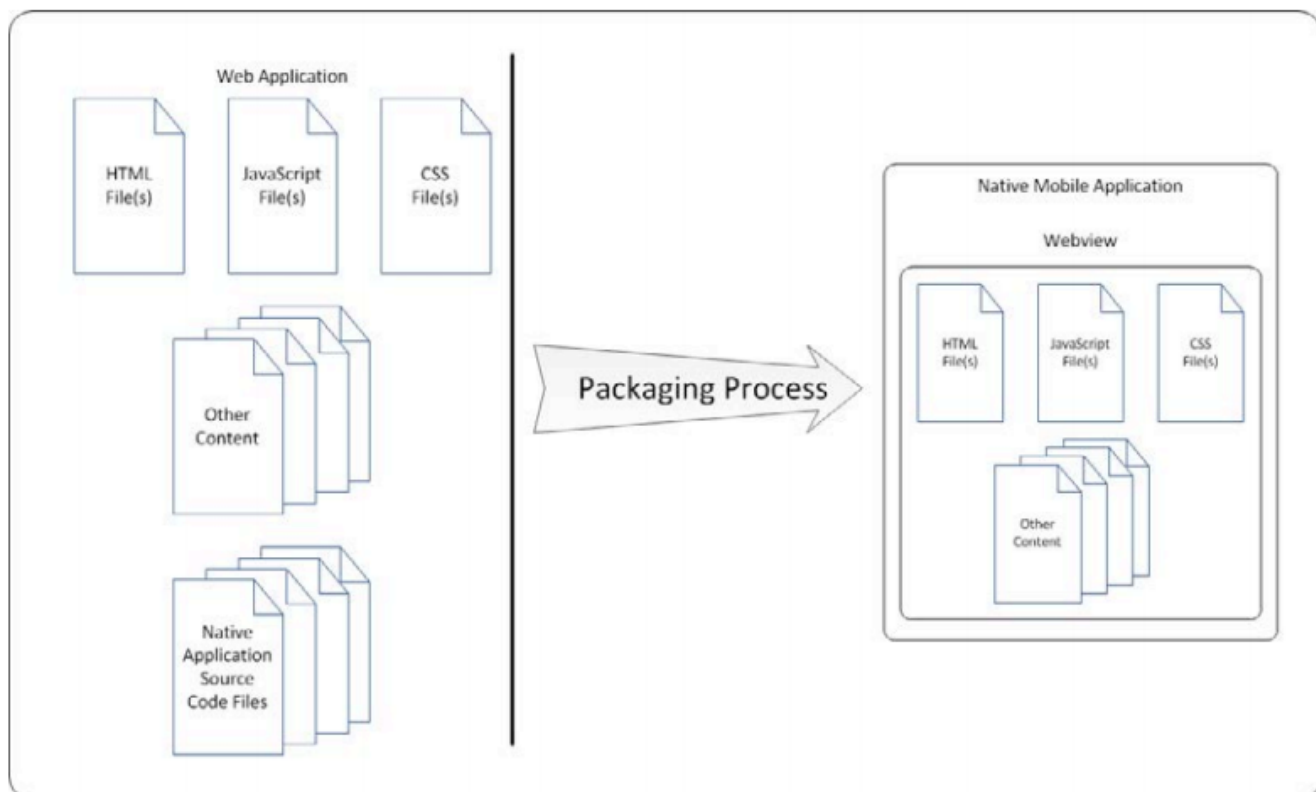 Web Application
HTML
File(s)
JavaScript
File(s)
CSS
File(s)
Other
Content
Native
Application
Source
Code Files
Packaging Process
Native Mobile Application
Webview
HTML
File(s)
JavaScript
File(s)
CSS
File(s)
Other
Content